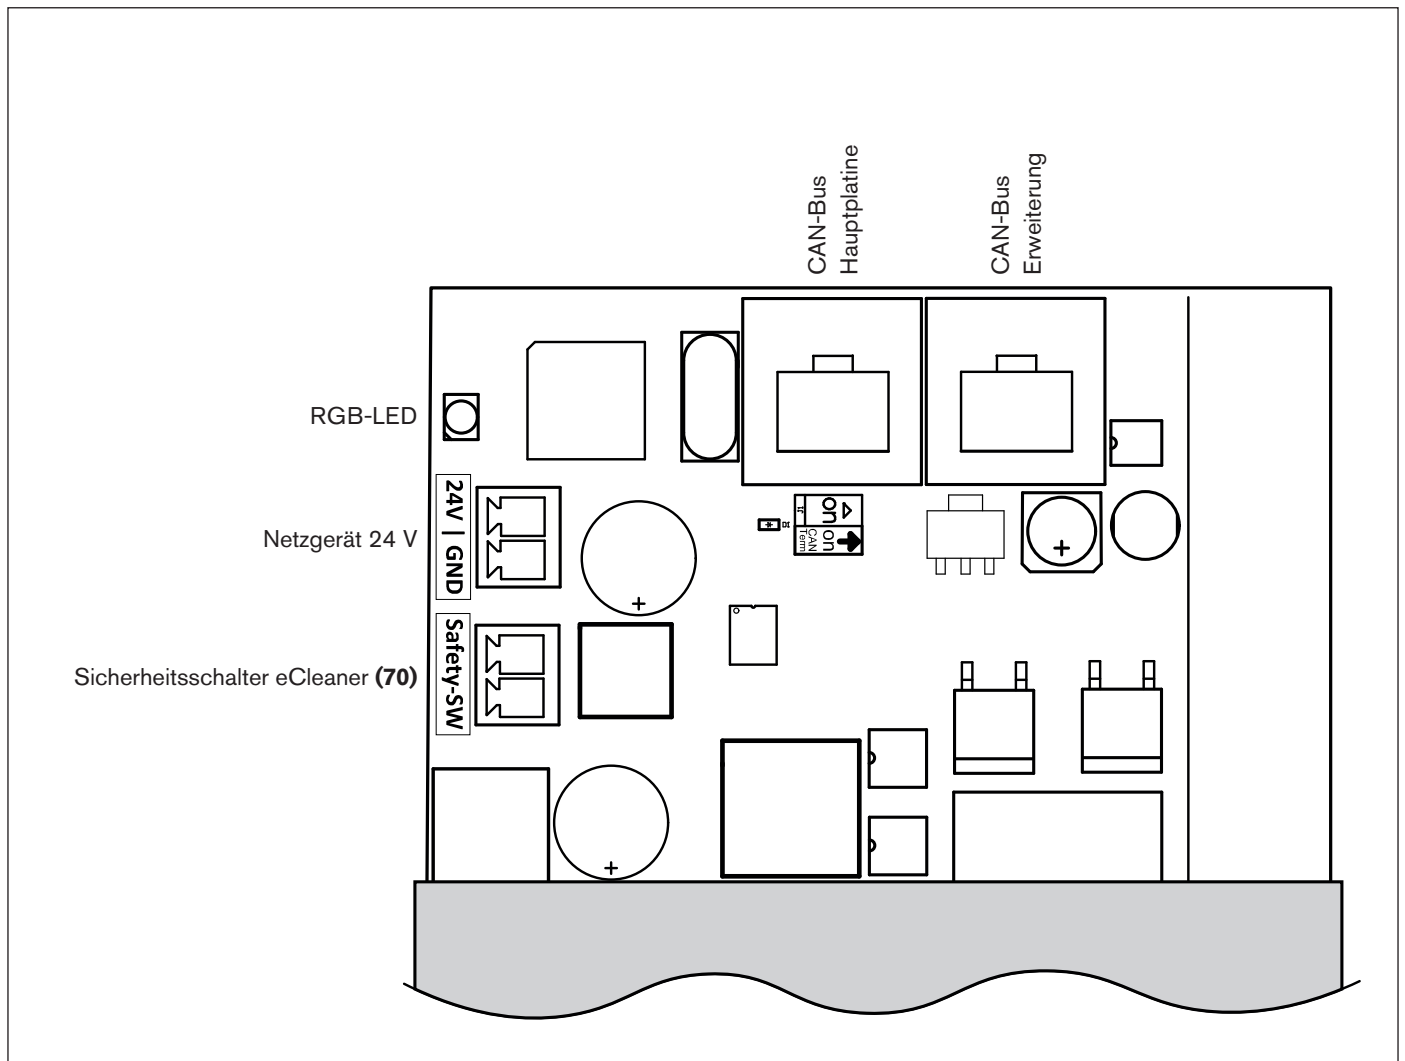 CAN-Bus
Hauptplatine
CAN-Bus
Erweiterung
RGB-LED
24V | GND
Netzgerät 24 V
on
on
CAN
Term
Safety-SW
Sicherheitsschalter eCleaner (70)